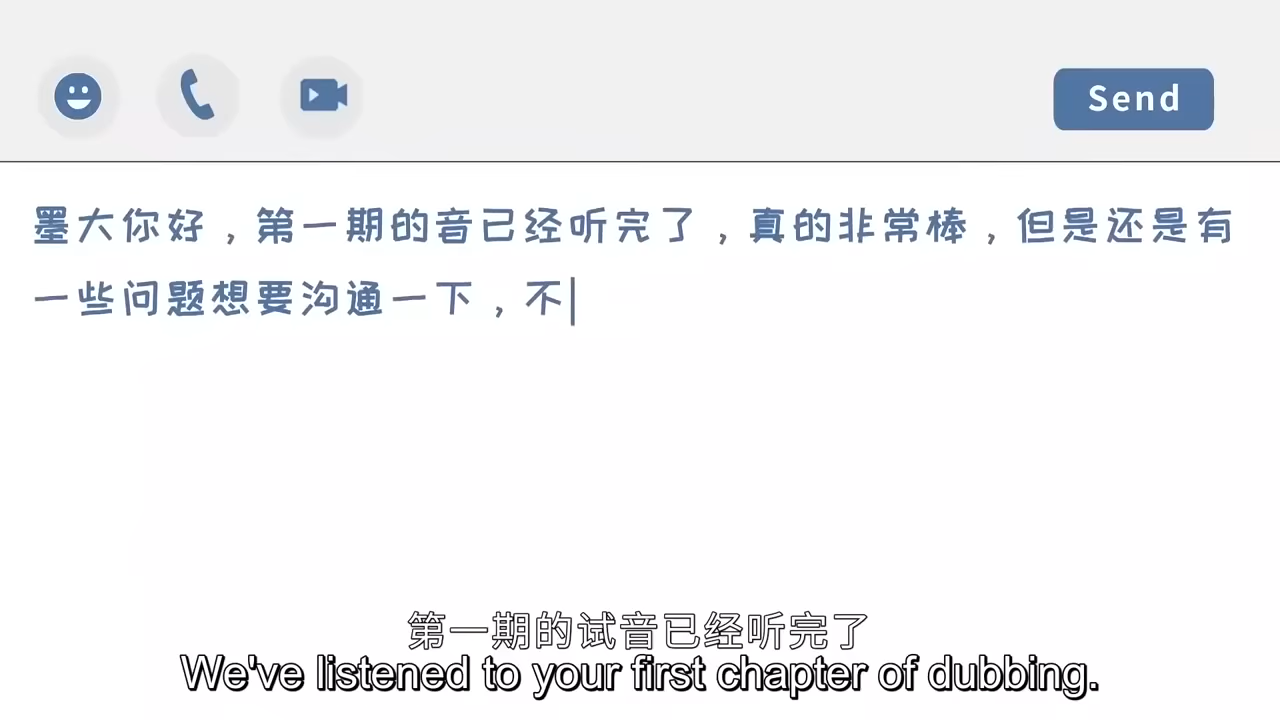 Send
墨大你好，第一期的音已经听完了，真的非常棒，但是还是有
一些问题想要沟通一下，不
第一期的试音已经听完了
We've listened to your first chapter of dubbing.